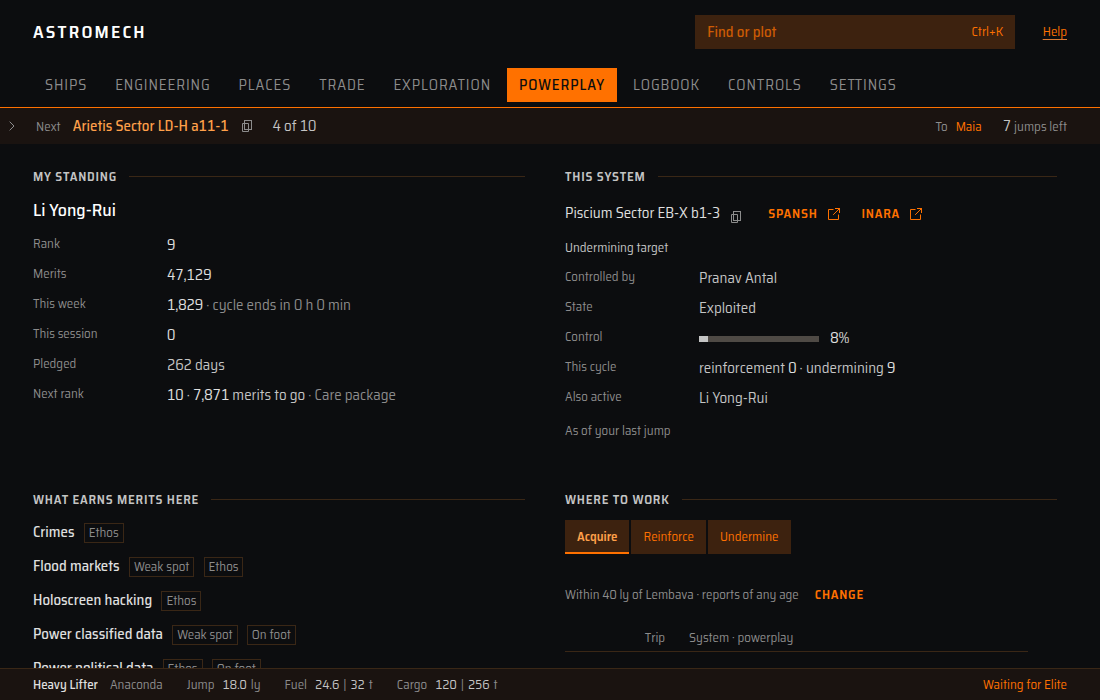 ASTROMECH
Find or plot Ctrl+K
Help
SHIPS ENGINEERING PLACES TRADE EXPLORATION POWERPLAY LOGBOOK CONTROLS SETTINGS
Next Arietis Sector LD-H a11-1 4 of 10 To Maia 7 jumps left
MY STANDING
Li Yong-Rui
Rank 9
Merits 47,129
This week 1,829 · cycle ends in 0 h 0 min
This session 0
Pledged 262 days
Next rank 10 · 7,871 merits to go · Care package
THIS SYSTEM
Piscium Sector EB-X b1-3 SPANSH INARA
Undermining target
Controlled by Pranav Antal
State Exploited
Control 8%
This cycle reinforcement 0 · undermining 9
Also active Li Yong-Rui
As of your last jump
WHAT EARNS MERITS HERE
Crimes Ethos
Flood markets Weak spot Ethos
Holoscreen hacking Ethos
Power classified data Weak spot On foot
Power political data Ethos On foot
WHERE TO WORK
Acquire Reinforce Undermine
Within 40 ly of Lembava · reports of any age CHANGE
Trip System · powerplay
Heavy Lifter Anaconda Jump 18.0 ly Fuel 24.6 | 32 t Cargo 120 | 256 t Waiting for Elite